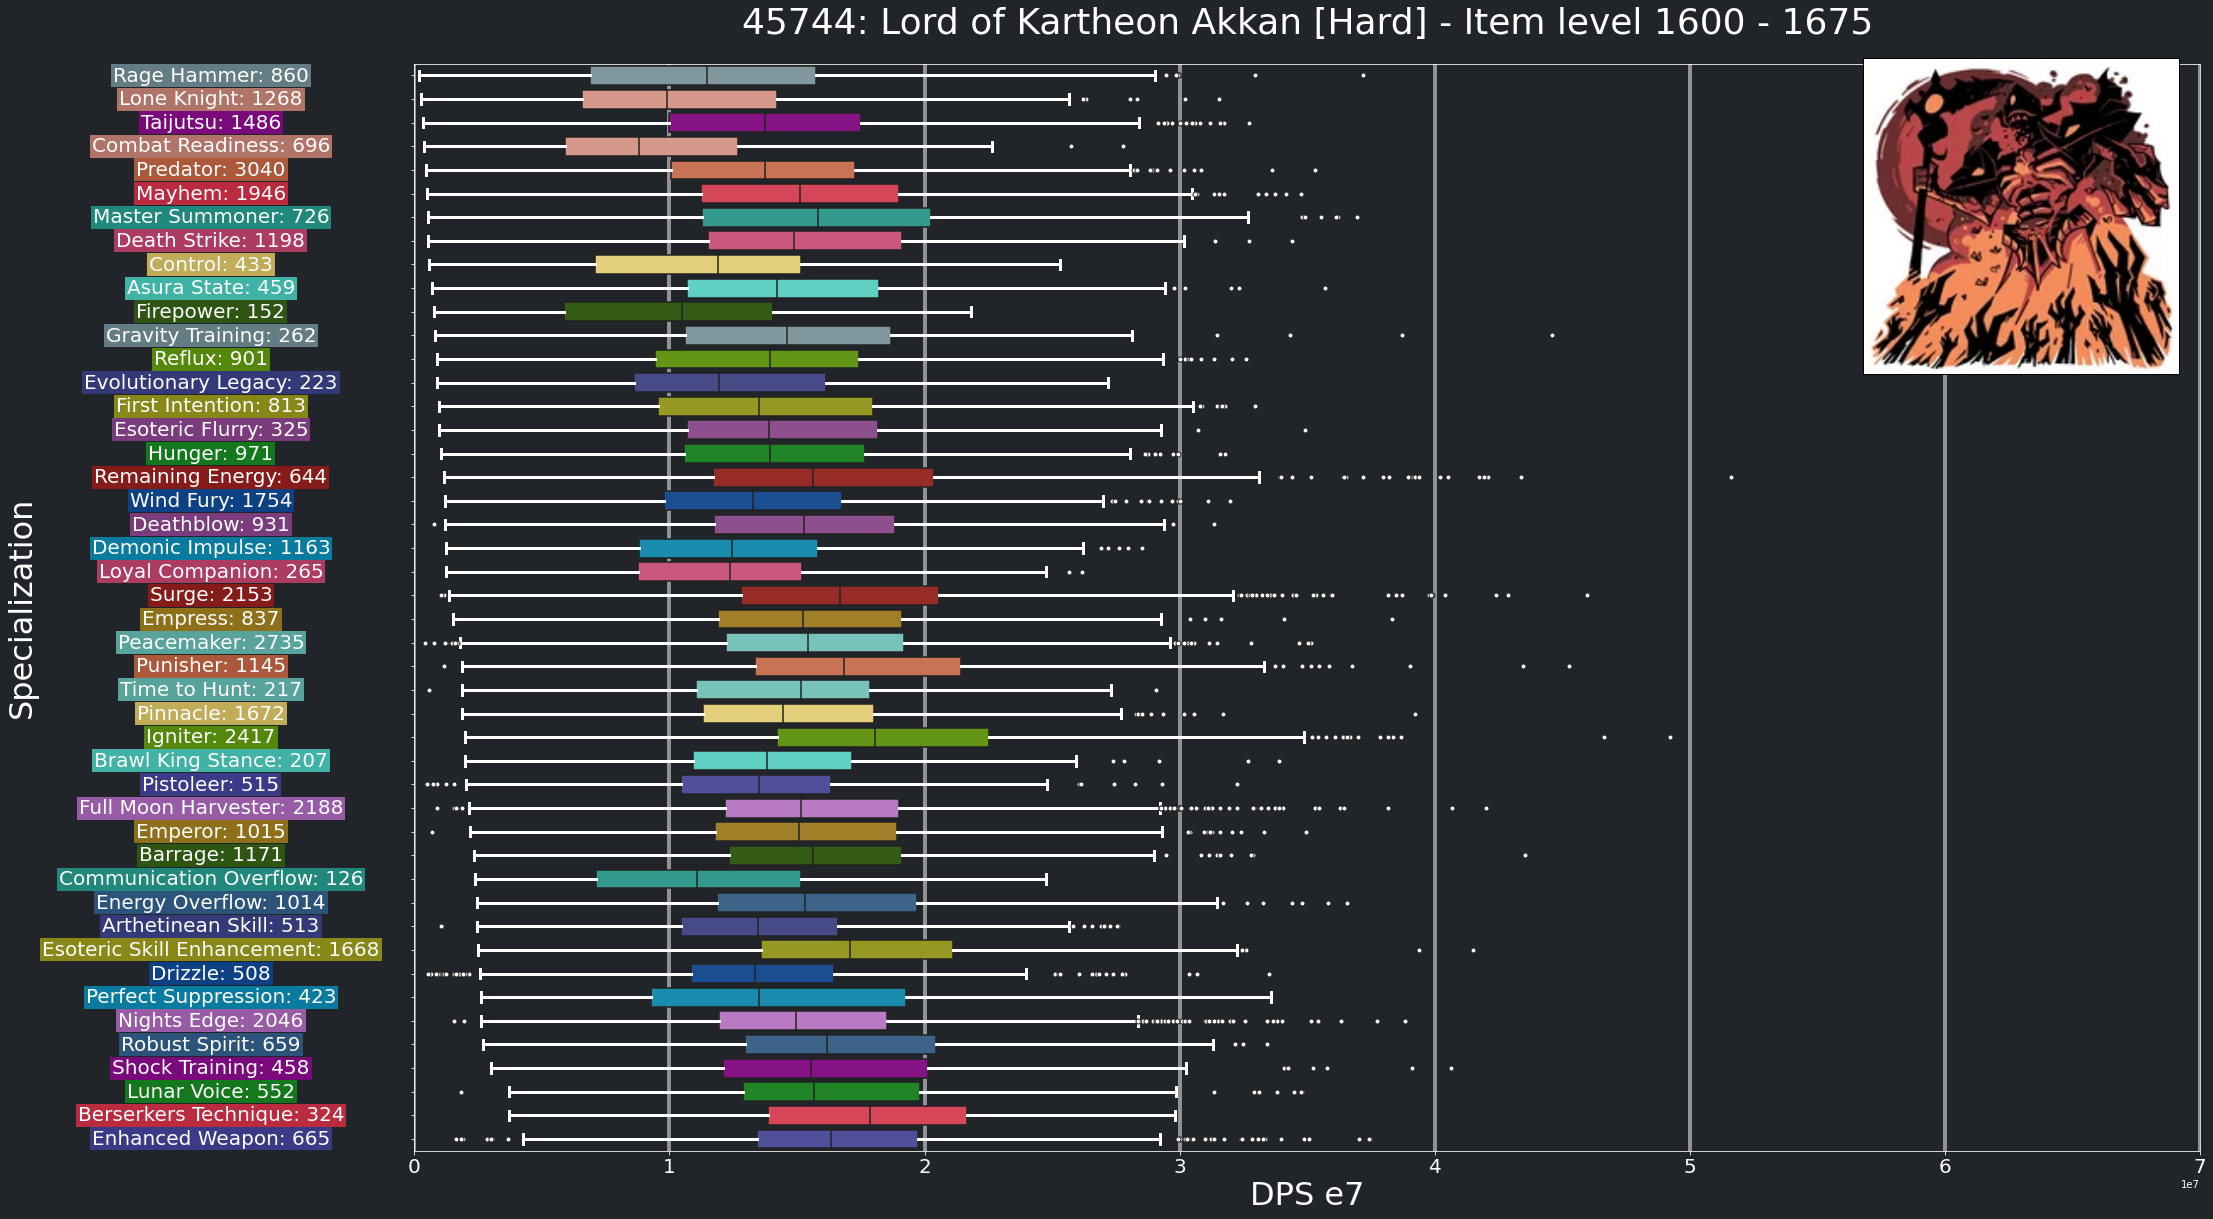 45744: Lord of Kartheon Akkan [Hard] - Item level 1600 - 1675
Specialization
Rage Hammer: 860
Lone Knight: 1268
Taijutsu: 1486
Combat Readiness: 696
Predator: 3040
Mayhem: 1946
Master Summoner: 726
Death Strike: 1198
Control: 433
Asura State: 459
Firepower: 152
Gravity Training: 262
Reflux: 901
Evolutionary Legacy: 223
First Intention: 813
Esoteric Flurry: 325
Hunger: 971
Remaining Energy: 644
Wind Fury: 1754
Deathblow: 931
Demonic Impulse: 1163
Loyal Companion: 265
Surge: 2153
Empress: 837
Peacemaker: 2735
Punisher: 1145
Time to Hunt: 217
Pinnacle: 1672
Igniter: 2417
Brawl King Stance: 207
Pistoleer: 515
Full Moon Harvester: 2188
Emperor: 1015
Barrage: 1171
Communication Overflow: 126
Energy Overflow: 1014
Arthetinean Skill: 513
Esoteric Skill Enhancement: 1668
Drizzle: 508
Perfect Suppression: 423
Nights Edge: 2046
Robust Spirit: 659
Shock Training: 458
Lunar Voice: 552
Berserkers Technique: 324
Enhanced Weapon: 665
0 1 2 3 4 5 6 7
1e7
DPS e7